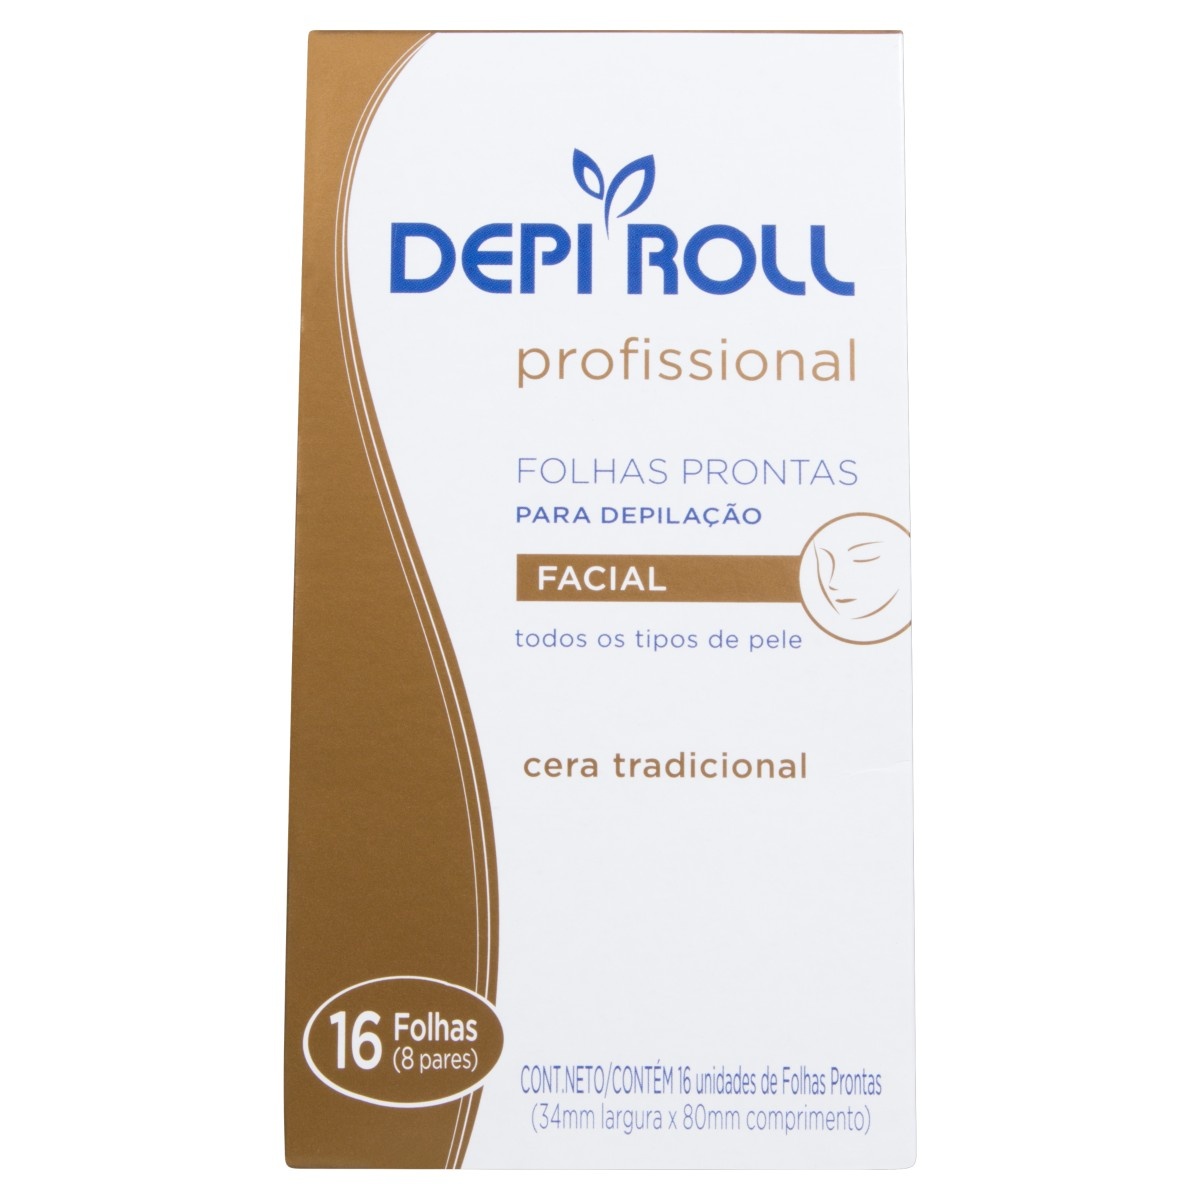 DEPI ROLL
profissional
FOLHAS PRONTAS
PARA DEPILAÇÃO
FACIAL
todos os tipos de pele
cera tradicional
16 Folhas
(8 pares)
CONT.NETO/CONTÉM 16 unidades de Folhas Prontas
(34mm largura x 80mm comprimento)